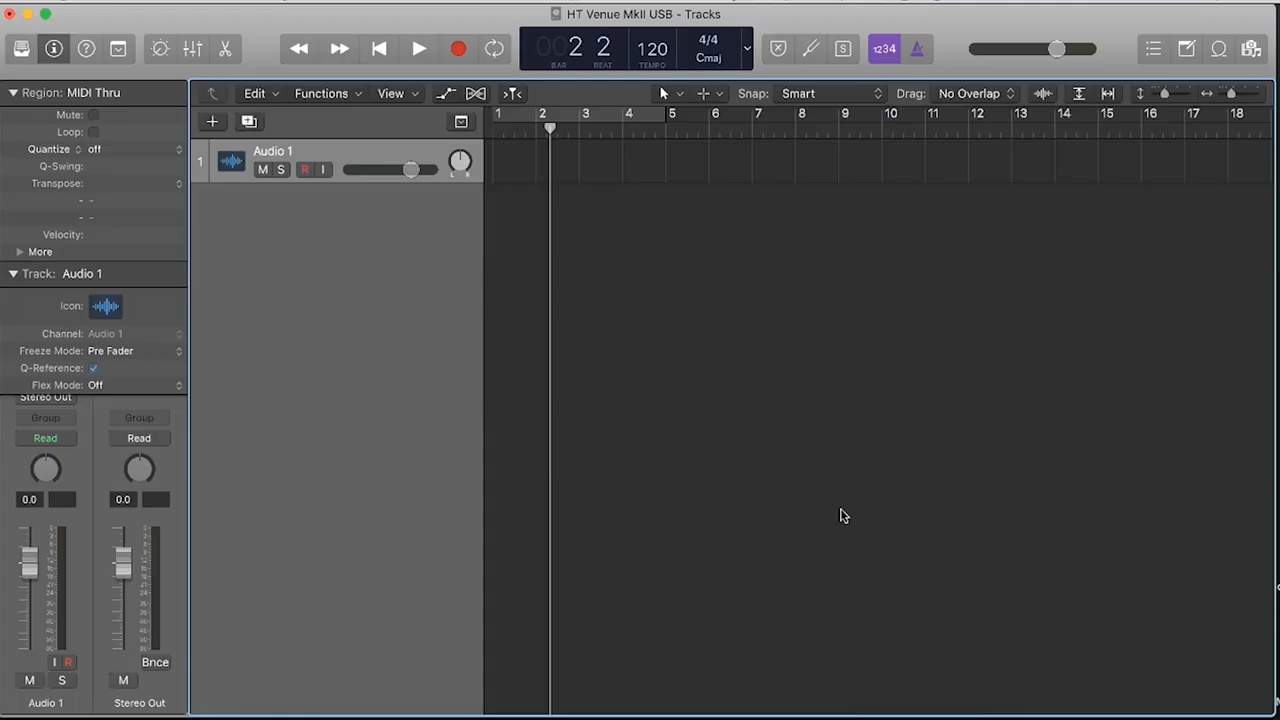 HT Venue MkII USB - Tracks
2 2 120 4/4
Cmaj
BAR BEAT TEMPO
1234
S
Region: MIDI Thru
Edit Functions View Snap: Smart Drag: No Overlap
Mute:
Loop:
Quantize off
Q-Swing:
Transpose:
- -
- -
Velocity:
More
Track: Audio 1
Icon:
Channel: Audio 1
Freeze Mode: Pre Fader
Q-Reference:
Flex Mode: Off
1 2 3 4 5 6 7 8 9 10 11 12 13 14 15 16 17 18
1 Audio 1
M S R I
L R
Stereo Out
Group Group
Read Read
0.0 0.0
I R Bnce
M S M
Audio 1 Stereo Out